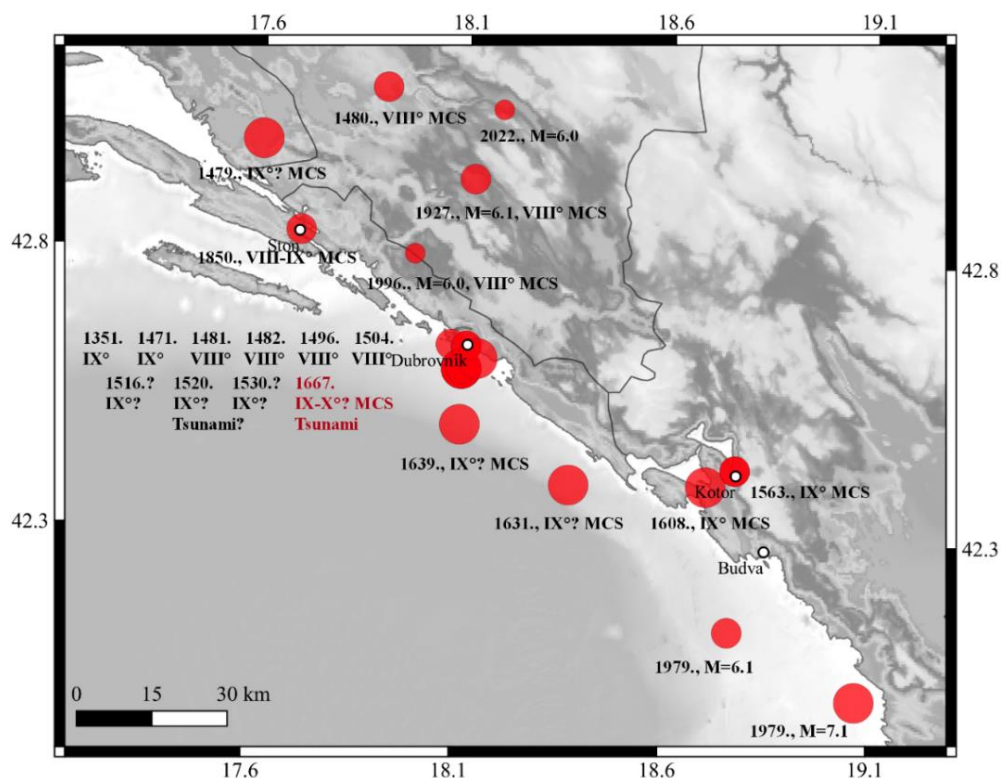 17.6 18.1 18.6 19.1
1480., VIII° MCS
2022., M=6.0
1479., IX°? MCS
1927., M=6.1, VIII° MCS
42.8
Ston
1850., VIII-IX° MCS
1996., M=6.0, VIII° MCS
42.8
1351. 1471. 1481. 1482. 1496. 1504.
IX° IX° VIII° VIII° VIII° VIII°
Dubrovnik
1516.? 1520. 1530.? 1667.
IX°? IX°? IX°? IX-X°? MCS
Tsunami? Tsunami
1639., IX°? MCS
Kotor
1563., IX° MCS
42.3
1631., IX°? MCS
1608., IX° MCS
42.3
Budva
1979., M=6.1
0 15 30 km
1979., M=7.1
17.6 18.1 18.6 19.1